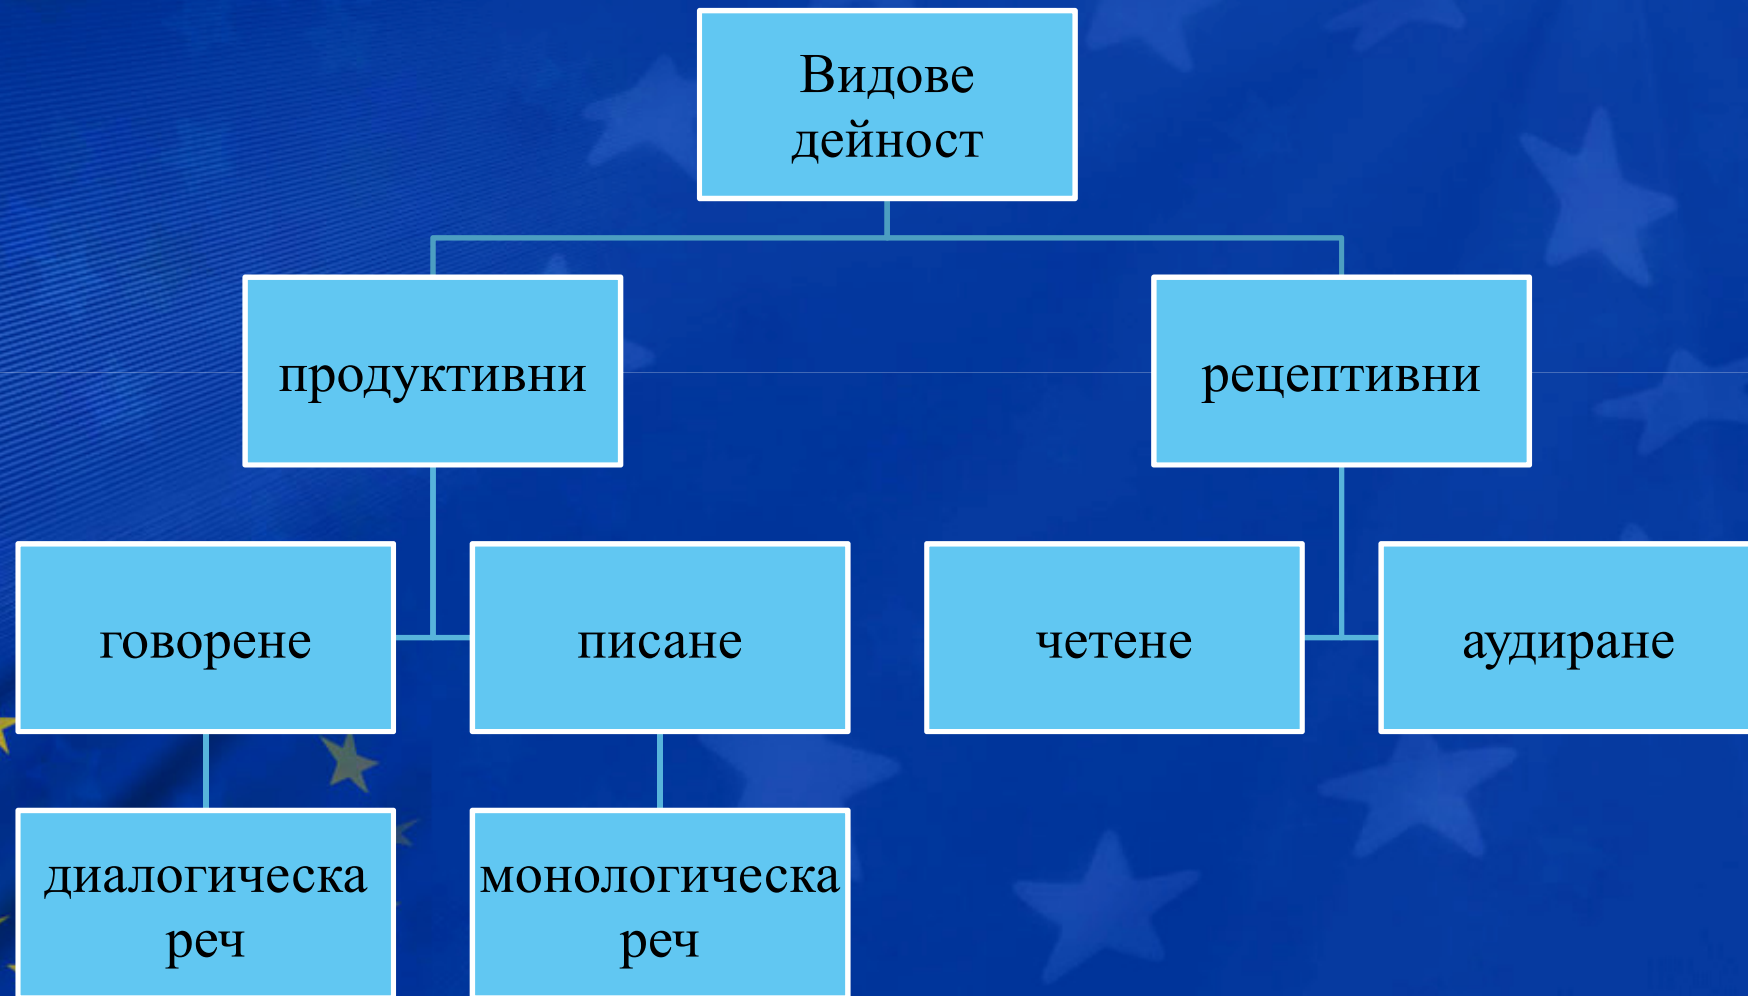 Видове
дейност
продуктивни
рецептивни
говорене
писане
четене
аудиране
диалогическа
реч
монологическа
реч